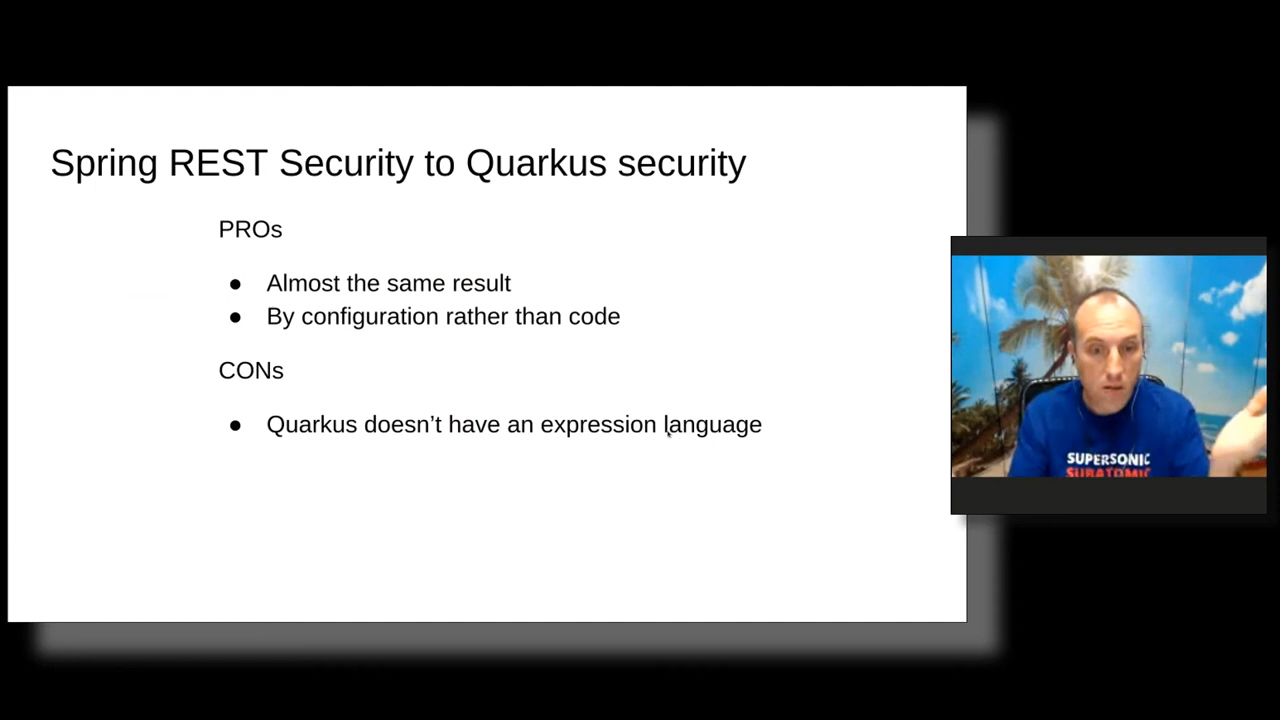 Spring REST Security to Quarkus security
PROs
● Almost the same result
● By configuration rather than code
CONs
● Quarkus doesn’t have an expression language
SUPERSONIC
SUBATOMIC